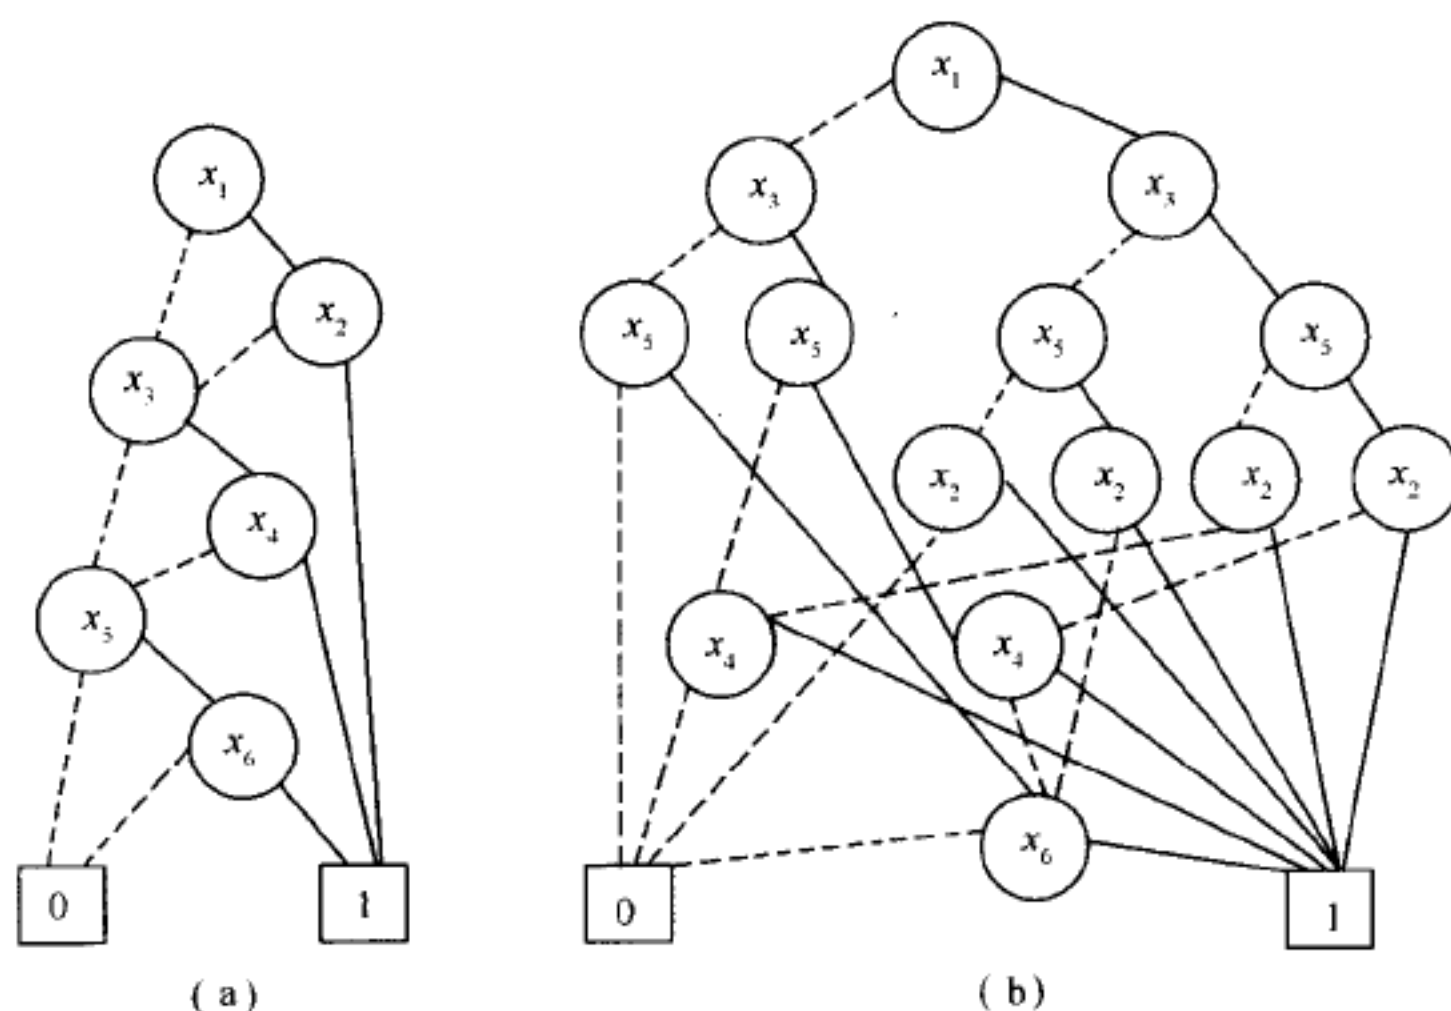 x₁
x₂
x₃
x₄
x₅
x₆
0 1
(a)
x₁
x₃ x₃
x₅ x₅ x₅ x₅
x₂ x₂ x₂ x₂
x₄ x₄
x₆
0 1
(b)